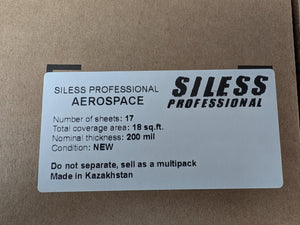 SILESS PROFESSIONAL
AEROSPACE
SILESS
PROFESSIONAL
Number of sheets: 17
Total coverage area: 18 sq.ft.
Nominal thickness: 200 mil
Condition: NEW
Do not separate, sell as a multipack
Made in Kazakhstan